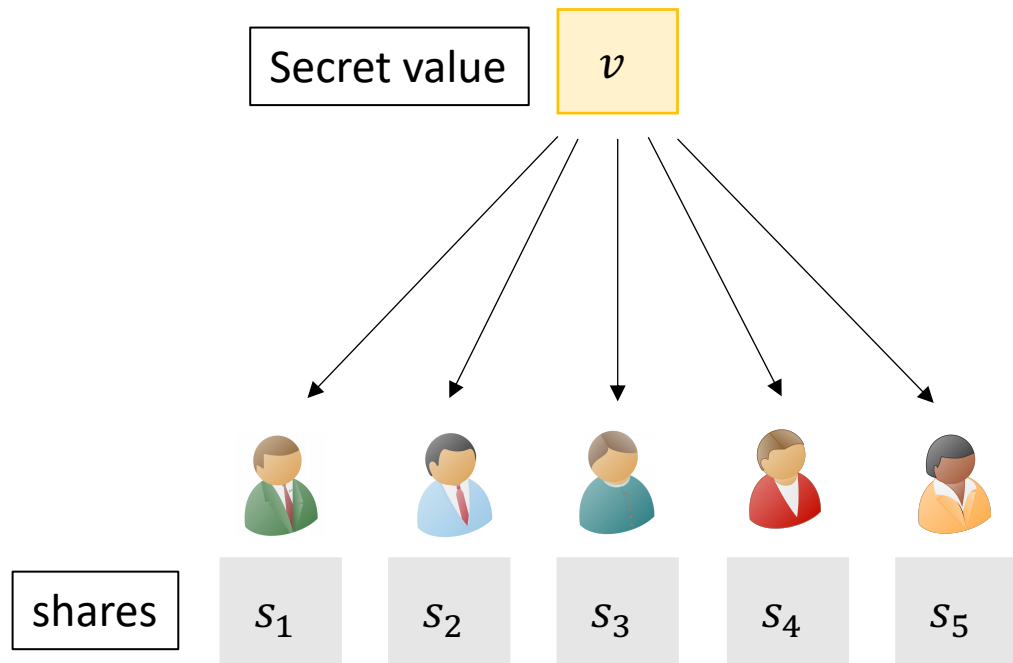 Secret value
v
shares
s₁
s₂
s₃
s₄
s₅